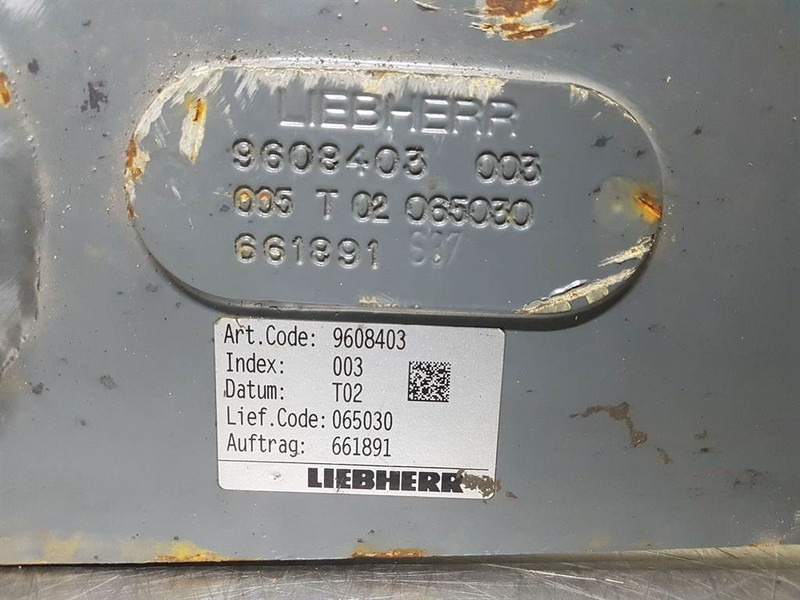 LIEBHERR
9608403 003
005 T 02 065030
661891 S37
Art.Code: 9608403
Index: 003
Datum: T02
Lief.Code: 065030
Auftrag: 661891
LIEBHERR